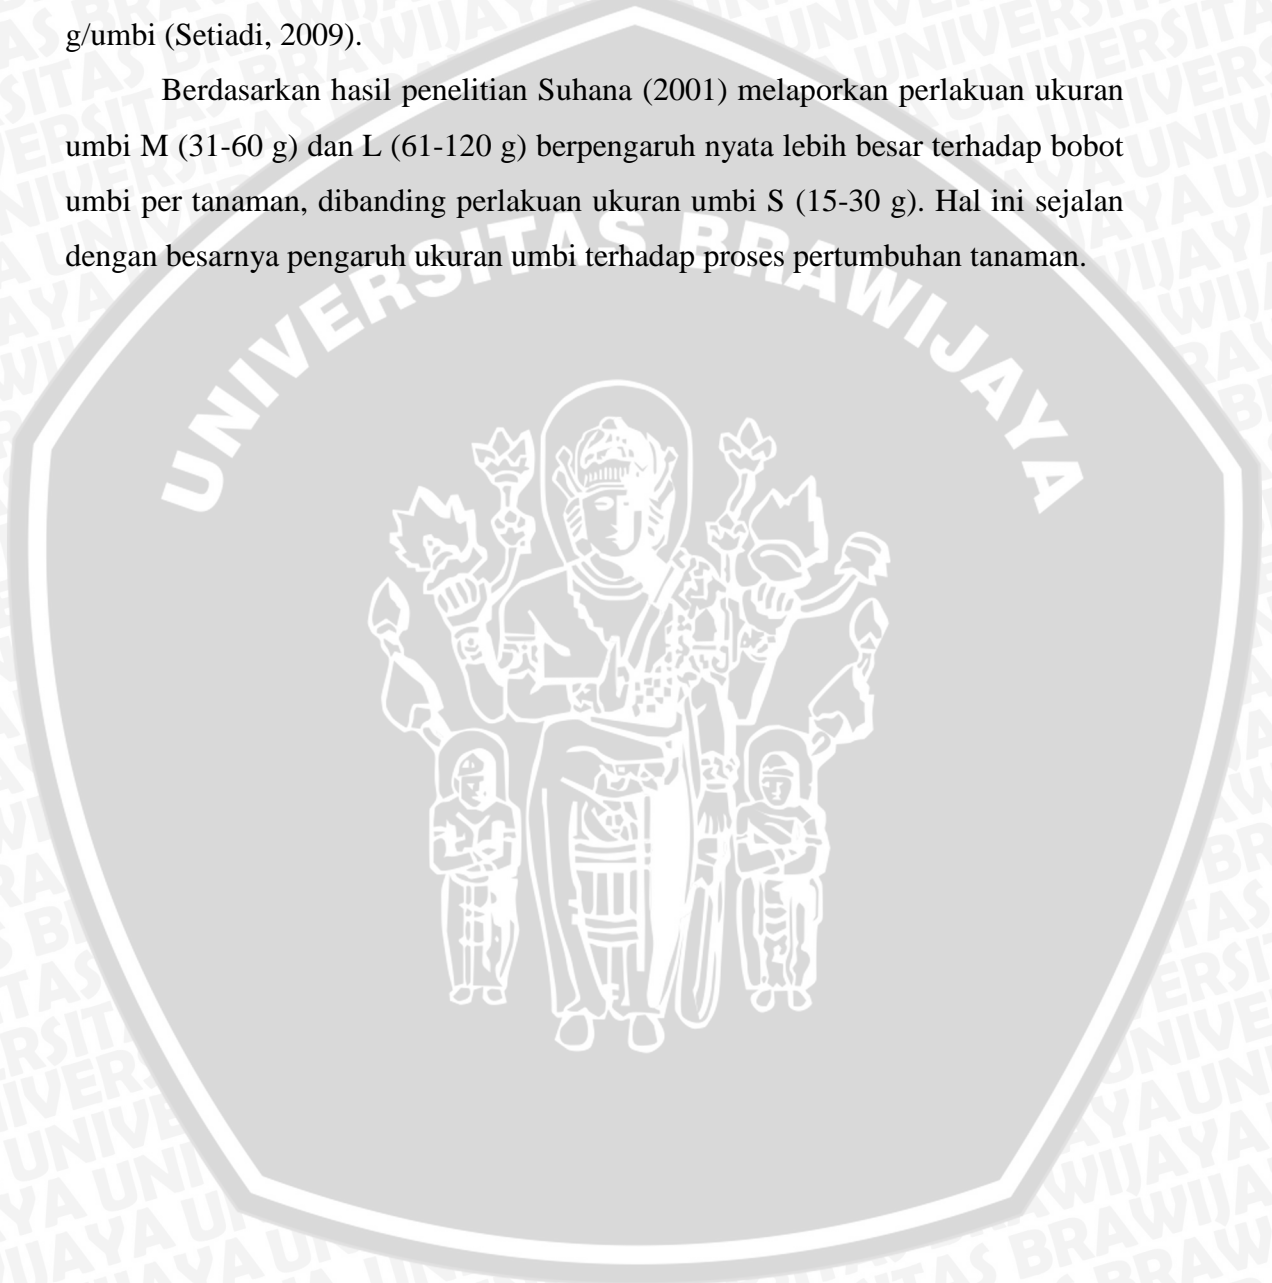 g/umbi (Setiadi, 2009).
Berdasarkan hasil penelitian Suhana (2001) melaporkan perlakuan ukuran
umbi M (31-60 g) dan L (61-120 g) berpengaruh nyata lebih besar terhadap bobot
umbi per tanaman, dibanding perlakuan ukuran umbi S (15-30 g). Hal ini sejalan
dengan besarnya pengaruh ukuran umbi terhadap proses pertumbuhan tanaman.
UNIVERSITAS BRAWIJAYA